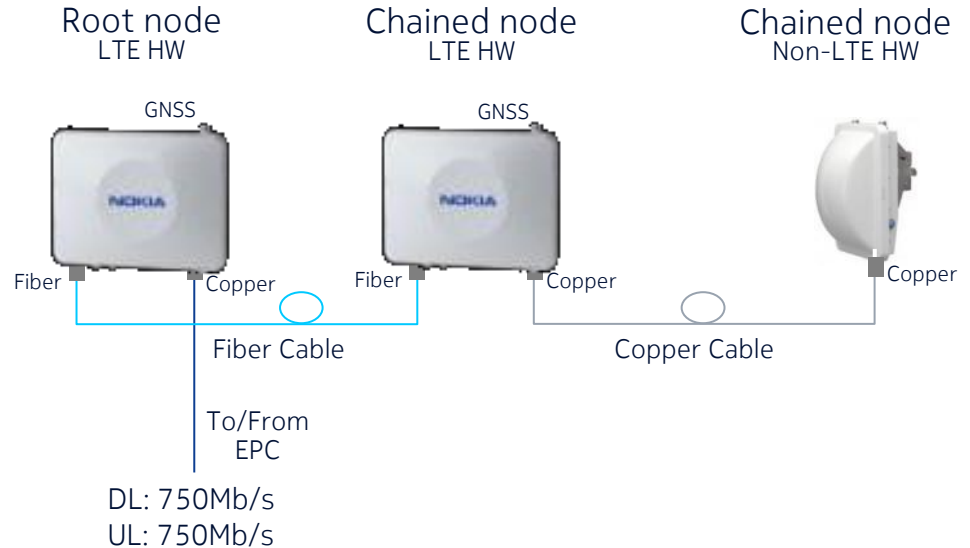 Root node
LTE HW
Chained node
LTE HW
Chained node
Non-LTE HW
GNSS
GNSS
NOKIA
NOKIA
Fiber
Copper
Fiber
Copper
Copper
Fiber Cable
Copper Cable
To/From
EPC
DL: 750Mb/s
UL: 750Mb/s